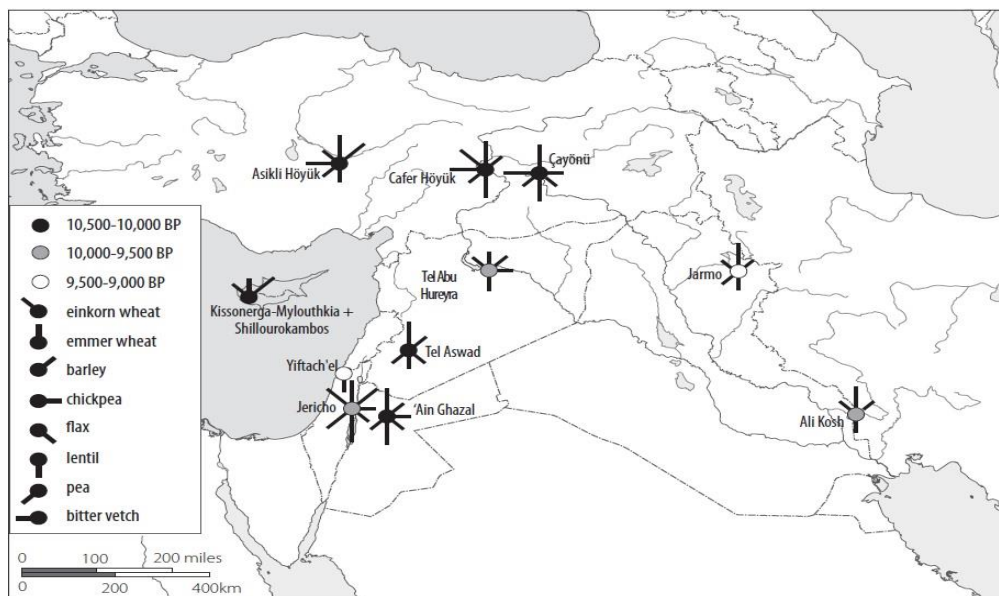 Çayönü
Asikli Höyük
Cafer Höyük
10,500-10,000 BP
10,000-9,500 BP
9,500-9,000 BP
einkorn wheat
emmer wheat
barley
chickpea
flax
lentil
pea
bitter vetch
Tel Abu
Hureyra
Jarmo
Kissonerga-Mylouthkia +
Shillourokambos
Tel Aswad
Yiftach'el
Jericho
'Ain Ghazal
Ali Kosh
0 100 200 miles
0 200 400km